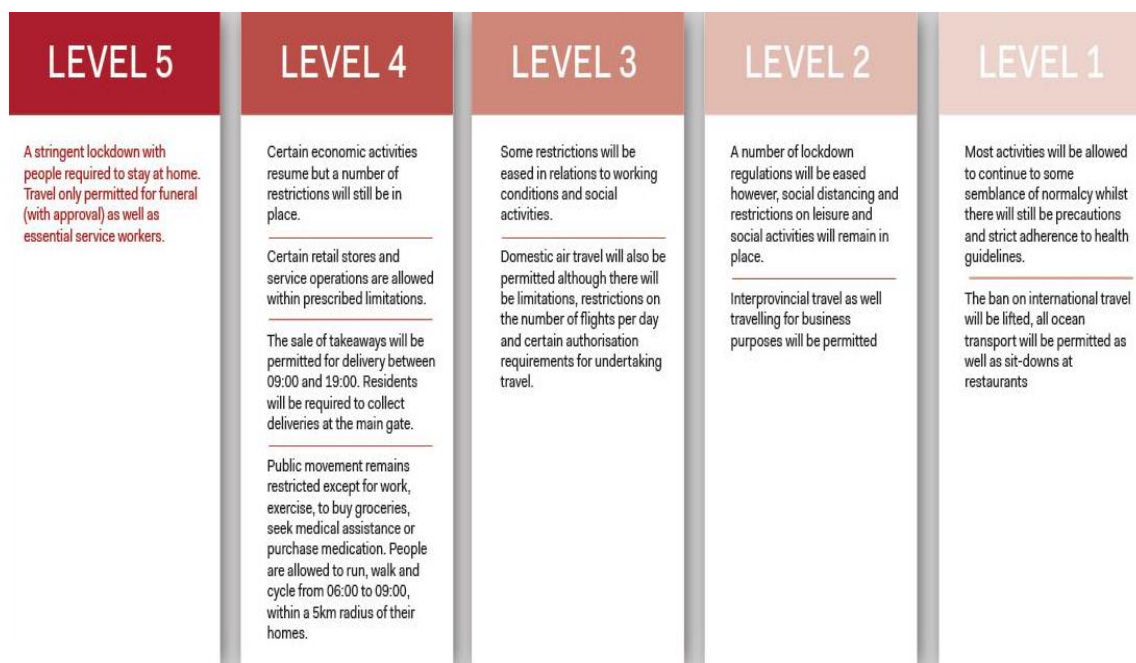 LEVEL 5
A stringent lockdown with
people required to stay at home.
Travel only permitted for funeral
(with approval) as well as
essential service workers.
LEVEL 4
Certain economic activities
resume but a number of
restrictions will still be in
place.
Certain retail stores and
service operations are allowed
within prescribed limitations.
The sale of takeaways will be
permitted for delivery between
09:00 and 19:00. Residents
will be required to collect
deliveries at the main gate.
Public movement remains
restricted except for work,
exercise, to buy groceries,
seek medical assistance or
purchase medication. People
are allowed to run, walk and
cycle from 06:00 to 09:00,
within a 5km radius of their
homes.
LEVEL 3
Some restrictions will be
eased in relations to working
conditions and social
activities.
Domestic air travel will also be
permitted although there will
be limitations, restrictions on
the number of flights per day
and certain authorisation
requirements for undertaking
travel.
LEVEL 2
A number of lockdown
regulations will be eased
however, social distancing and
restrictions on leisure and
social activities will remain in
place.
Interprovincial travel as well
travelling for business
purposes will be permitted
LEVEL 1
Most activities will be allowed
to continue to some
semblance of normalcy whilst
there will still be precautions
and strict adherence to health
guidelines.
The ban on international travel
will be lifted, all ocean
transport will be permitted as
well as sit-downs at
restaurants